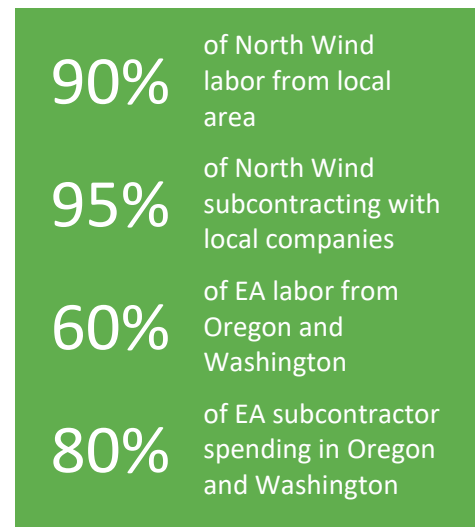 90%
of North Wind
labor from local
area
95%
of North Wind
subcontracting with
local companies
60%
of EA labor from
Oregon and
Washington
80%
of EA subcontractor
spending in Oregon
and Washington